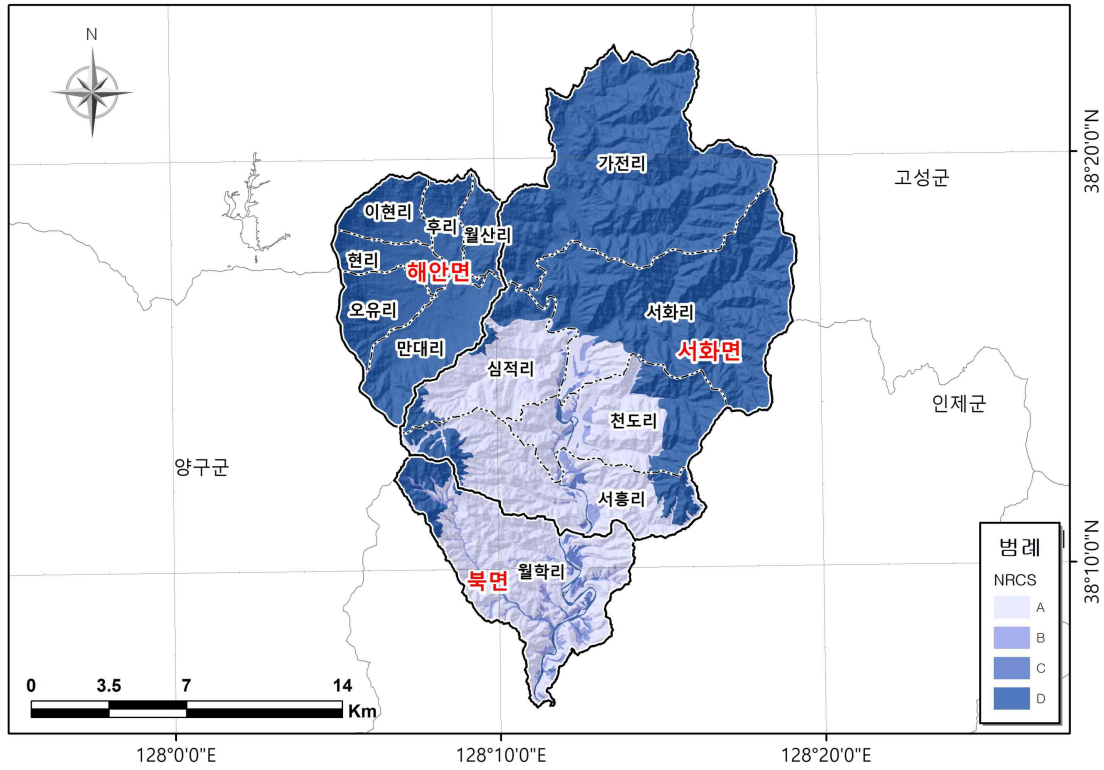 N
가전리
고성군
38°20'0"N
이현리
후리
월산리
현리
해안면
오유리
서화리
만대리
서화면
심적리
천도리
인제군
양구군
서흥리
월학리
북면
38°10'0"N
범례
NRCS
A
B
C
D
0 3.5 7 14
Km
128°0'0"E 128°10'0"E 128°20'0"E